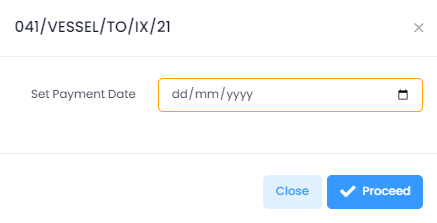 041/VESSEL/TO/IX/21
Set Payment Date
dd/mm/yyyy
Close
Proceed